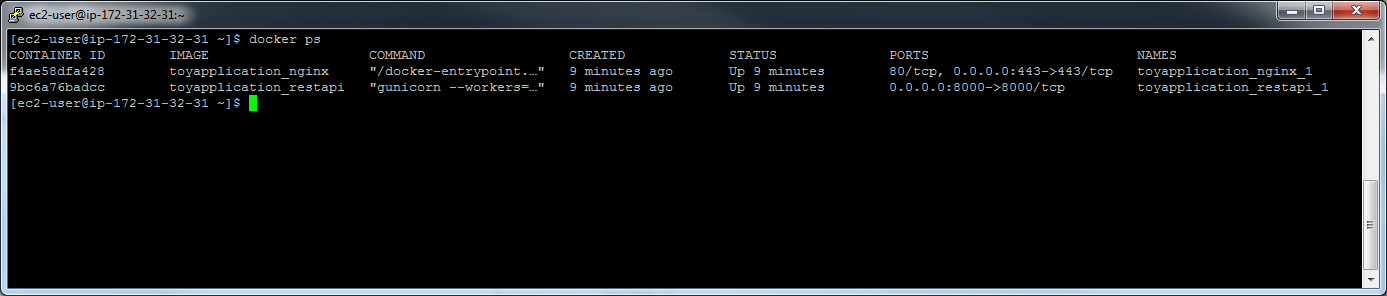 ec2-user@ip-172-31-32-31:~
[ec2-user@ip-172-31-32-31 ~]$ docker ps
CONTAINER ID        IMAGE                    COMMAND                  CREATED             STATUS              PORTS                          NAMES
f4ae58dfa428        toyapplication_nginx     "/docker-entrypoint.…"   9 minutes ago       Up 9 minutes        80/tcp, 0.0.0.0:443->443/tcp   toyapplication_nginx_1
9bc6a76badcc        toyapplication_restapi   "gunicorn --workers=…"   9 minutes ago       Up 9 minutes        0.0.0.0:8000->8000/tcp         toyapplication_restapi_1
[ec2-user@ip-172-31-32-31 ~]$